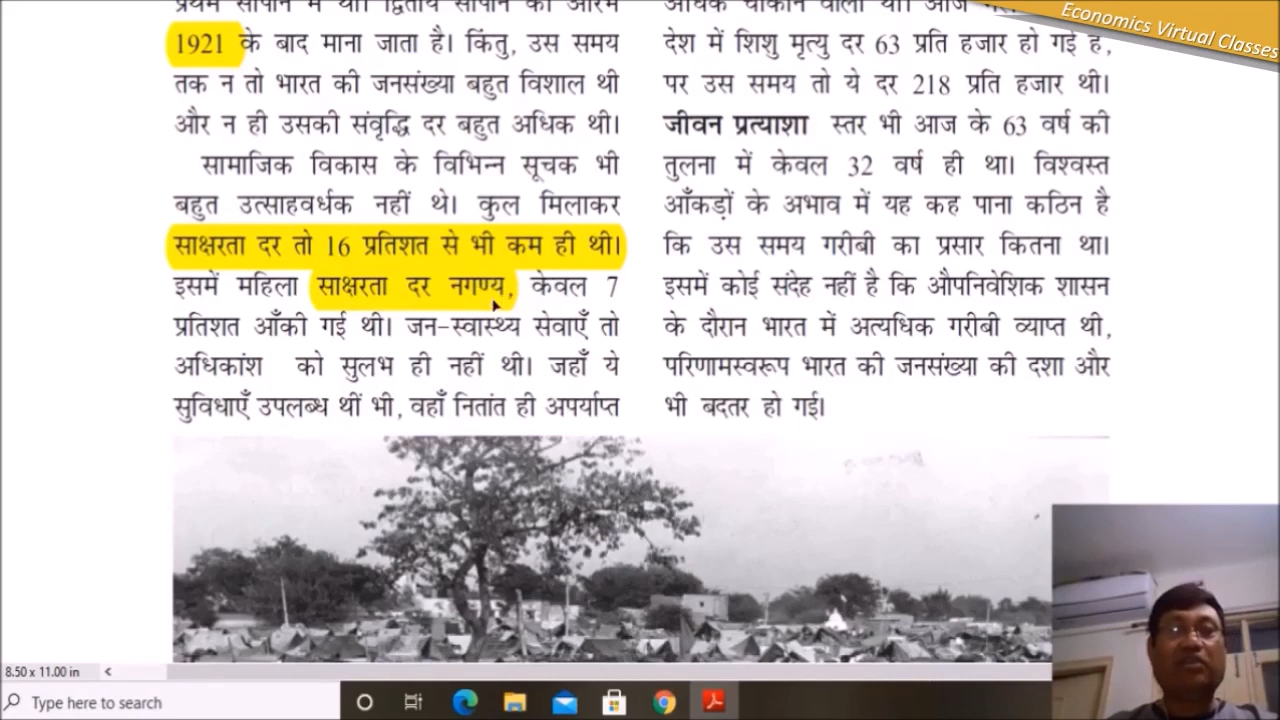 Economics Virtual Classes
प्रथम सोपान में था। द्वितीय सोपान का आरंभ
1921 के बाद माना जाता है। किंतु, उस समय
तक न तो भारत की जनसंख्या बहुत विशाल थी
और न ही उसकी संवृद्धि दर बहुत अधिक थी।
सामाजिक विकास के विभिन्न सूचक भी
बहुत उत्साहवर्धक नहीं थे। कुल मिलाकर
साक्षरता दर तो 16 प्रतिशत से भी कम ही थी।
इसमें महिला साक्षरता दर नगण्य, केवल 7
प्रतिशत आँकी गई थी। जन-स्वास्थ्य सेवाएँ तो
अधिकांश को सुलभ ही नहीं थी। जहाँ ये
सुविधाएँ उपलब्ध थीं भी, वहाँ नितांत ही अपर्याप्त
देश में शिशु मृत्यु दर 63 प्रति हजार हो गई है,
पर उस समय तो ये दर 218 प्रति हजार थी।
जीवन प्रत्याशा स्तर भी आज के 63 वर्ष की
तुलना में केवल 32 वर्ष ही था। विश्वस्त
आँकड़ों के अभाव में यह कह पाना कठिन है
कि उस समय गरीबी का प्रसार कितना था।
इसमें कोई संदेह नहीं है कि औपनिवेशिक शासन
के दौरान भारत में अत्यधिक गरीबी व्याप्त थी,
परिणामस्वरूप भारत की जनसंख्या की दशा और
भी बदतर हो गई।
8.50 x 11.00 in
Type here to search